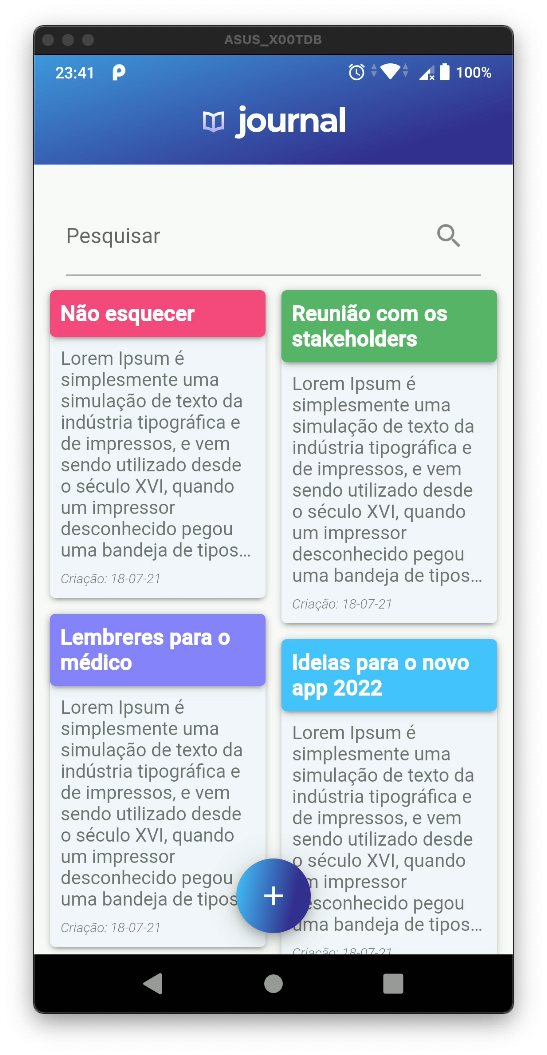 ASUS_X00TDB
23:41
100%
journal
Pesquisar
Não esquecer
Lorem Ipsum é
simplesmente uma
simulação de texto da
indústria tipográfica e
de impressos, e vem
sendo utilizado desde
o século XVI, quando
um impressor
desconhecido pegou
uma bandeja de tipos...
Criação: 18-07-21
Reunião com os
stakeholders
Lorem Ipsum é
simplesmente uma
simulação de texto da
indústria tipográfica e
de impressos, e vem
sendo utilizado desde
o século XVI, quando
um impressor
desconhecido pegou
uma bandeja de tipos...
Criação: 18-07-21
Lembreres para o
médico
Lorem Ipsum é
simplesmente uma
simulação de texto da
indústria tipográfica e
de impressos, e vem
sendo utilizado desde
o século XVI, quando
um impressor
desconhecido pegou
uma bandeja de tipos
Criação: 18-07-21
Ideias para o novo
app 2022
Lorem Ipsum é
simplesmente uma
simulação de texto da
indústria tipográfica e
de impressos, e vem
sendo utilizado desde
o século XVI, quando
um impressor
desconhecido pegou
uma bandeja de tipos...
Criação: 18-07-21
+